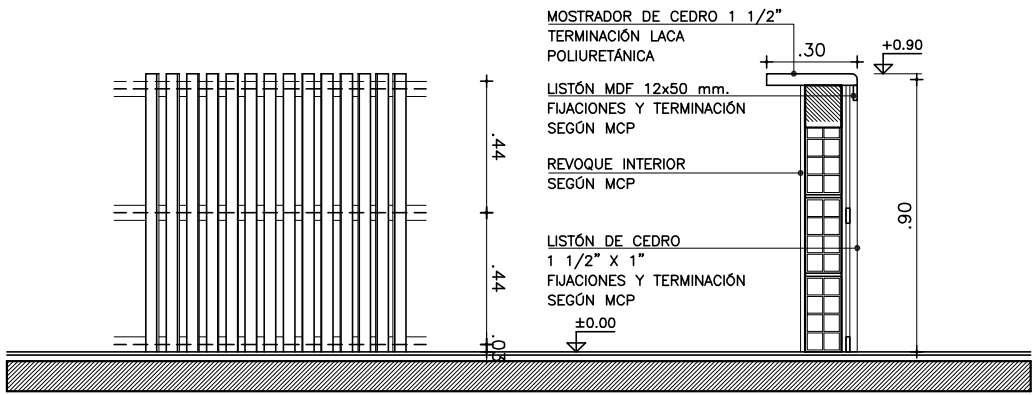 MOSTRADOR DE CEDRO 1 1/2”
TERMINACIÓN LACA
POLIURETÁNICA
.30
+0.90
LISTÓN MDF 12x50 mm.
FIJACIONES Y TERMINACIÓN
SEGÚN MCP
.44
REVOQUE INTERIOR
SEGÚN MCP
.90
LISTÓN DE CEDRO
1 1/2” X 1”
FIJACIONES Y TERMINACIÓN
SEGÚN MCP
.44
±0.00
.03